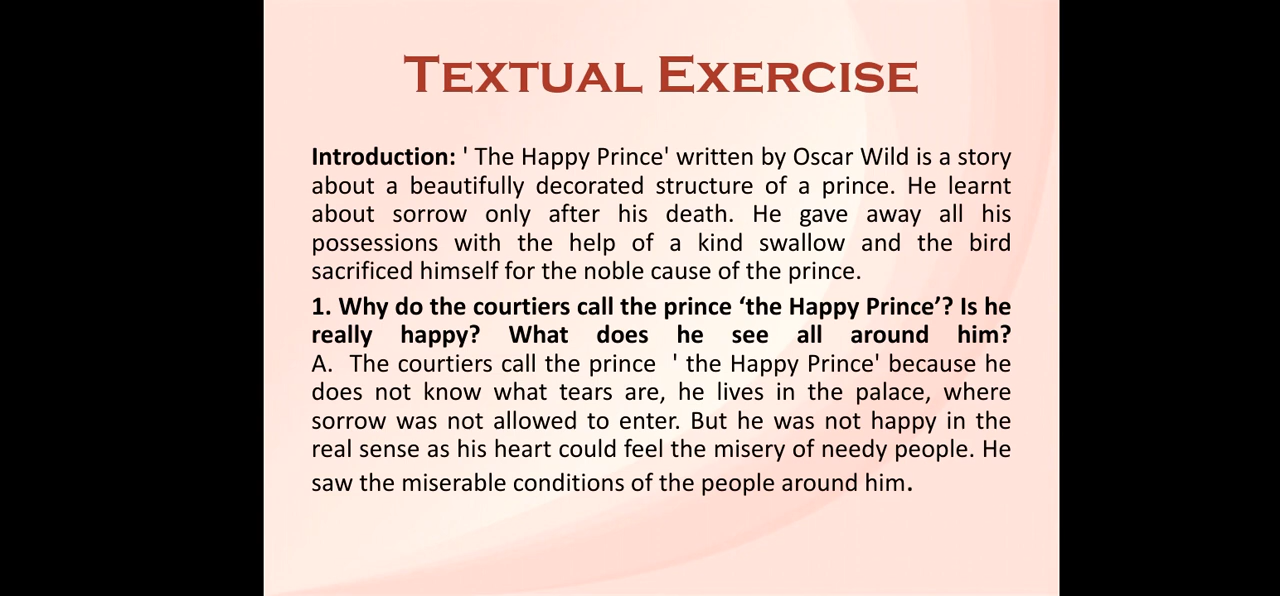 TEXTUAL EXERCISE
Introduction: ' The Happy Prince' written by Oscar Wild is a story
about a beautifully decorated structure of a prince. He learnt
about sorrow only after his death. He gave away all his
possessions with the help of a kind swallow and the bird
sacrificed himself for the noble cause of the prince.
1. Why do the courtiers call the prince ‘the Happy Prince’? Is he
really happy? What does he see all around him?
A. The courtiers call the prince ' the Happy Prince' because he
does not know what tears are, he lives in the palace, where
sorrow was not allowed to enter. But he was not happy in the
real sense as his heart could feel the misery of needy people. He
saw the miserable conditions of the people around him.